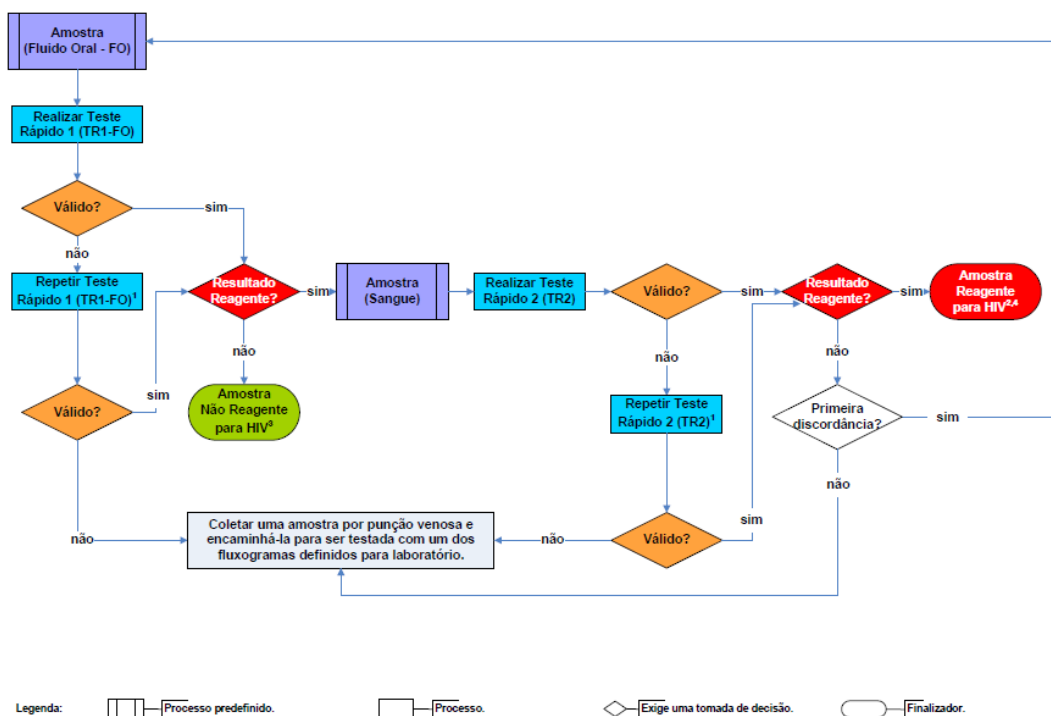 Amostra
(Fluido Oral - FO)
Realizar Teste
Rápido 1 (TR1-FO)
Válido?
sim
não
Repetir Teste
Rápido 1 (TR1-FO)¹
Válido?
sim
não
Resultado
Reagente?
sim
não
Amostra
Não Reagente
para HIV³
Amostra
(Sangue)
Realizar Teste
Rápido 2 (TR2)
Válido?
sim
não
Repetir Teste
Rápido 2 (TR2)¹
Válido?
sim
não
Resultado
Reagente?
sim
não
Amostra
Reagente
para HIV²,⁴
Primeira
discordância?
sim
não
Coletar uma amostra por punção venosa e
encaminhá-la para ser testada com um dos
fluxogramas definidos para laboratório.
Legenda:
Processo predefinido.
Processo.
Exige uma tomada de decisão.
Finalizador.